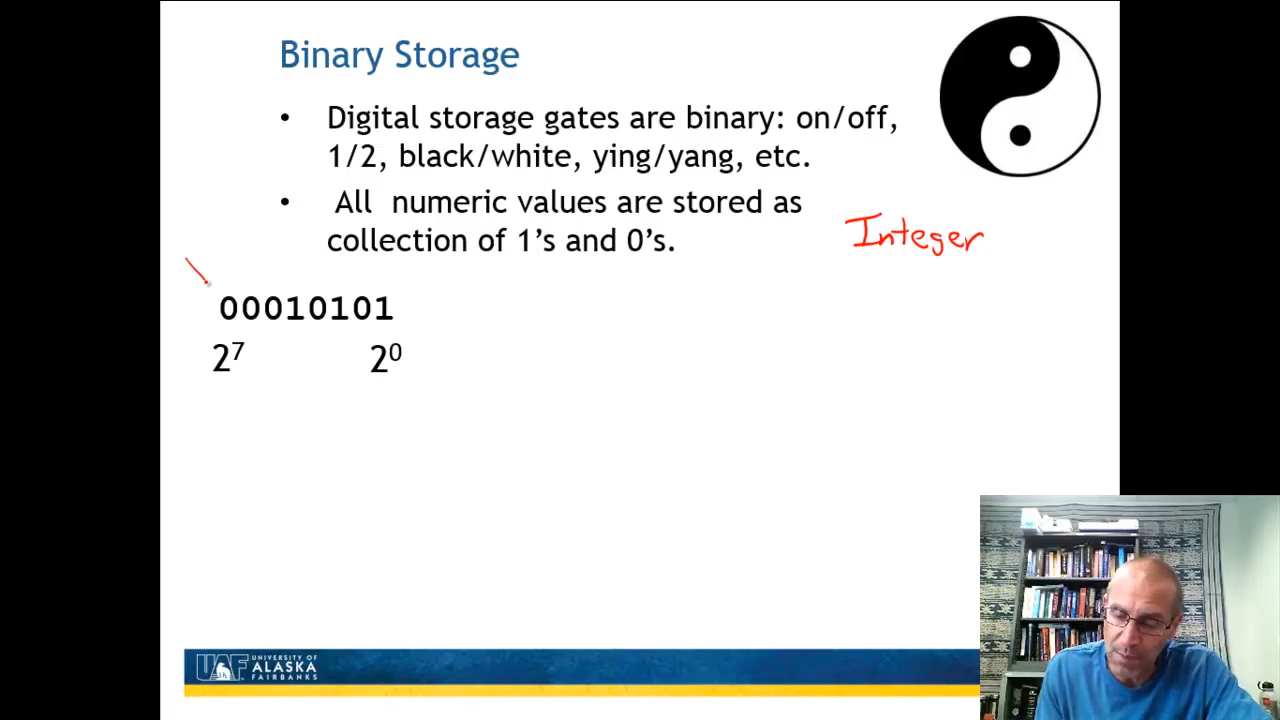 Binary Storage
• Digital storage gates are binary: on/off,
1/2, black/white, ying/yang, etc.
• All numeric values are stored as
collection of 1's and 0's.
Integer
00010101
2⁷ 2⁰
UAF UNIVERSITY OF
ALASKA
FAIRBANKS